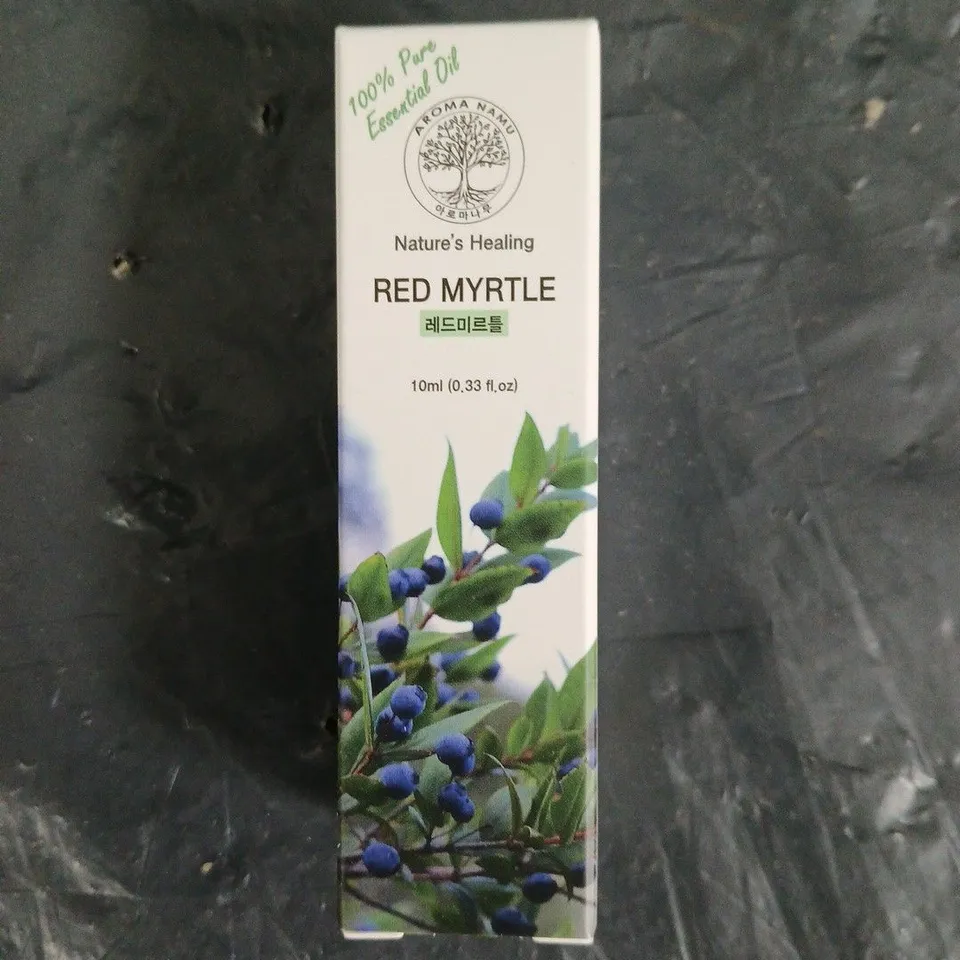 100% Pure
Essential Oil
AROMA NAMU
아로마나무
Nature's Healing
RED MYRTLE
레드미르틀
10ml (0.33 fl.oz)